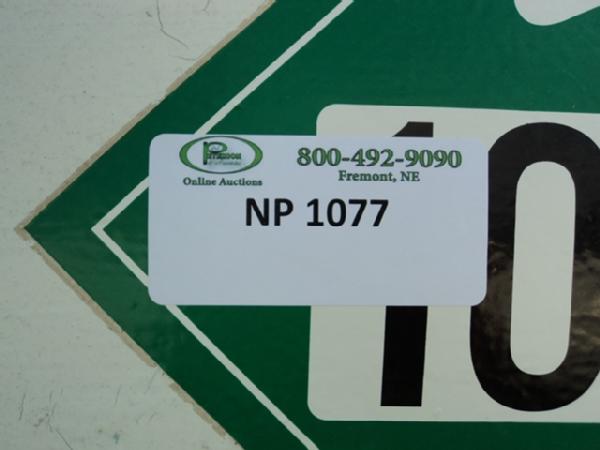 800-492-9090
Online Auctions
Fremont, NE
NP 1077
10